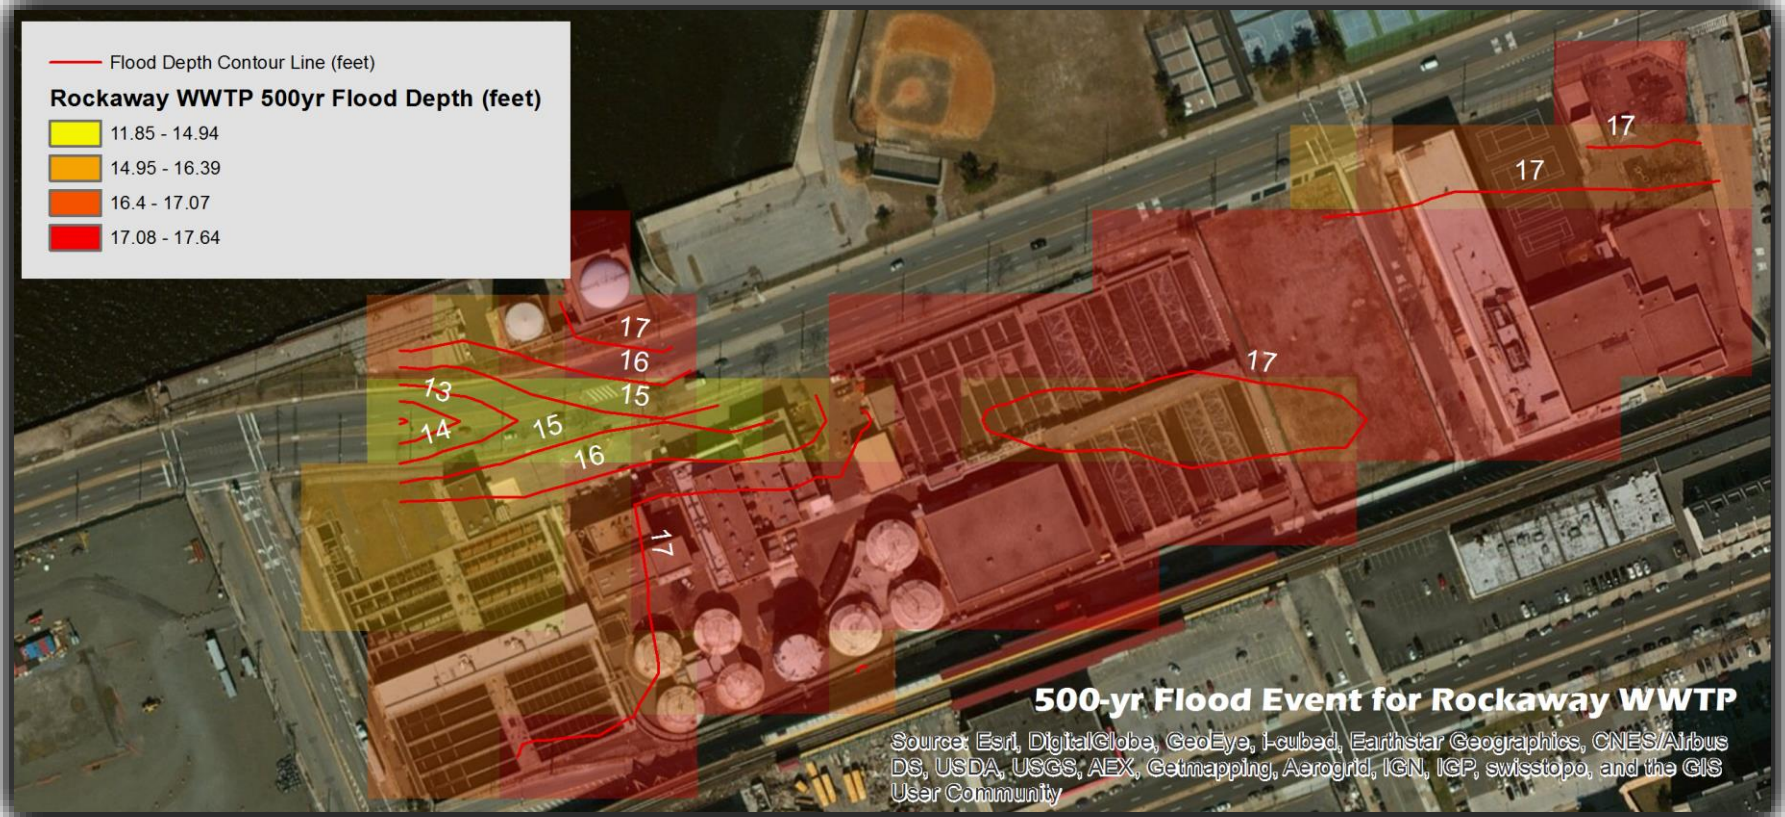 Flood Depth Contour Line (feet)
Rockaway WWTP 500yr Flood Depth (feet)
11.85 - 14.94
14.95 - 16.39
16.4 - 17.07
17.08 - 17.64
17
17
17
17
16
15
13
14
15
16
17
500-yr Flood Event for Rockaway WWTP
Source: Esri, DigitalGlobe, GeoEye, i-cubed, Earthstar Geographics, CNES/Airbus
DS, USDA, USGS, AEX, Getmapping, Aerogrid, IGN, IGP, swisstopo, and the GIS
User Community